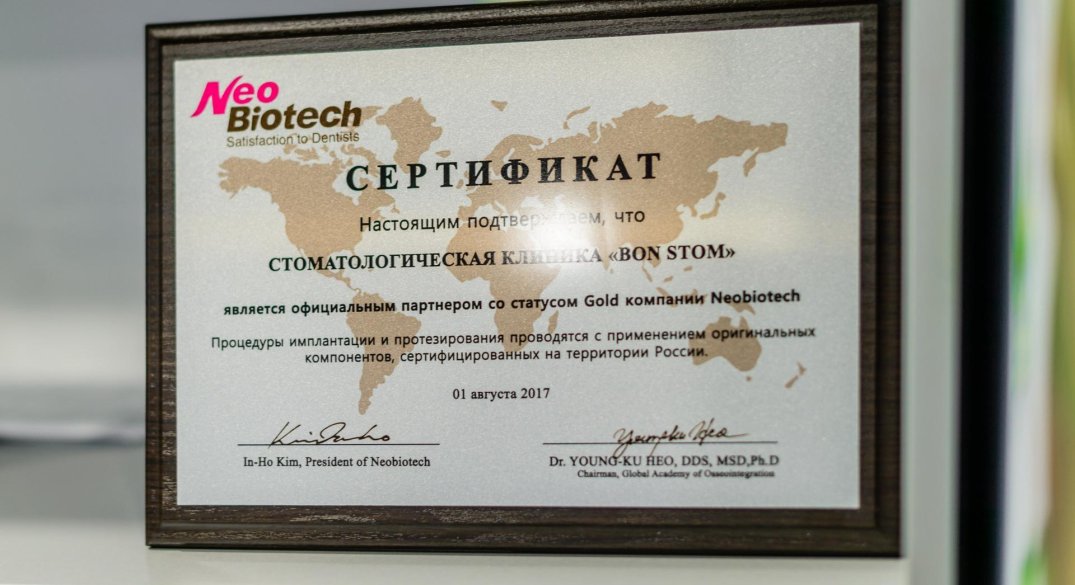 Neo
Biotech
Satisfaction to Dentists
СЕРТИФИКАТ
Настоящим подтверждаем, что
СТОМАТОЛОГИЧЕСКАЯ КЛИНИКА «BON STOM»
является официальным партнером со статусом Gold компании Neobiotech
Процедуры имплантации и протезирования проводятся с применением оригинальных
компонентов, сертифицированных на территории России.
01 августа 2017
In-Ho Kim, President of Neobiotech
Dr. YOUNG-KU HEO, DDS, MSD,Ph.D
Chairman, Global Academy of Osseointegration